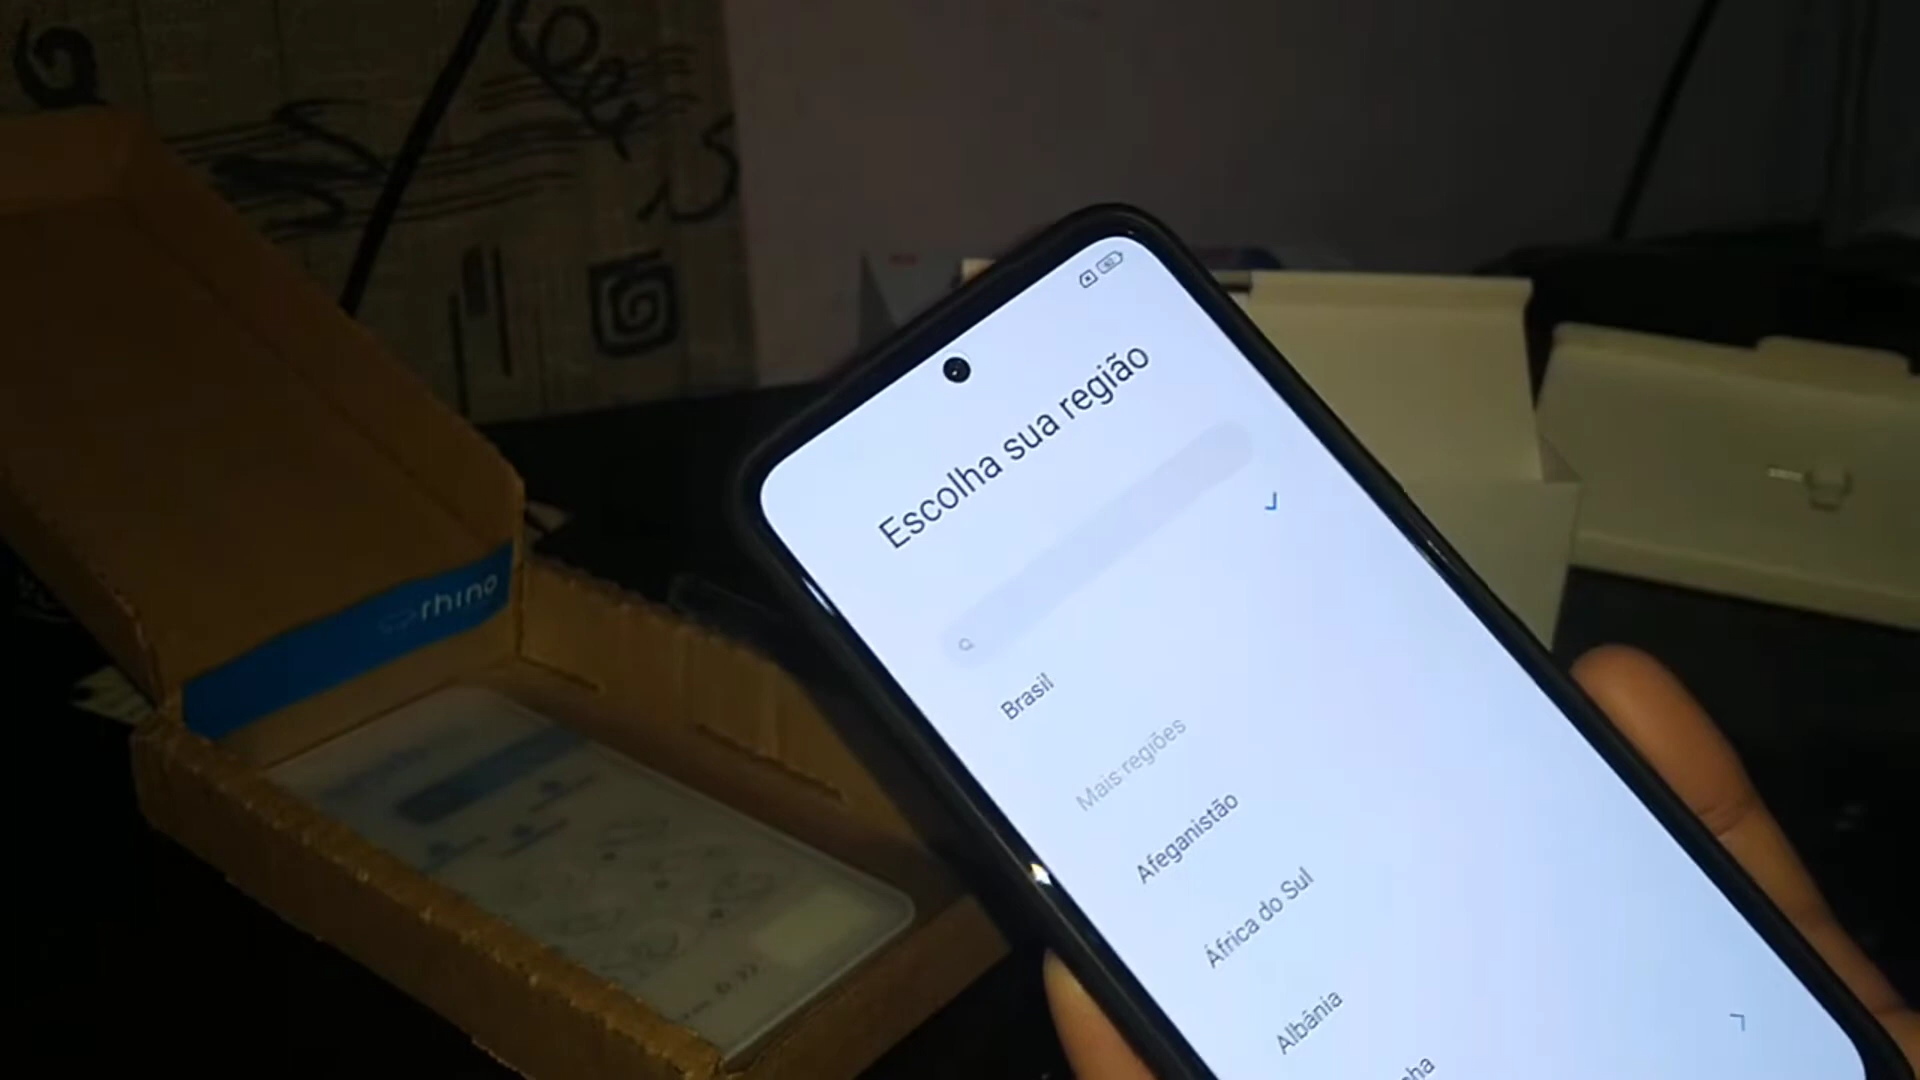 Escolha sua região
Brasil
Mais regiões
Afeganistão
África do Sul
Albânia
rhino